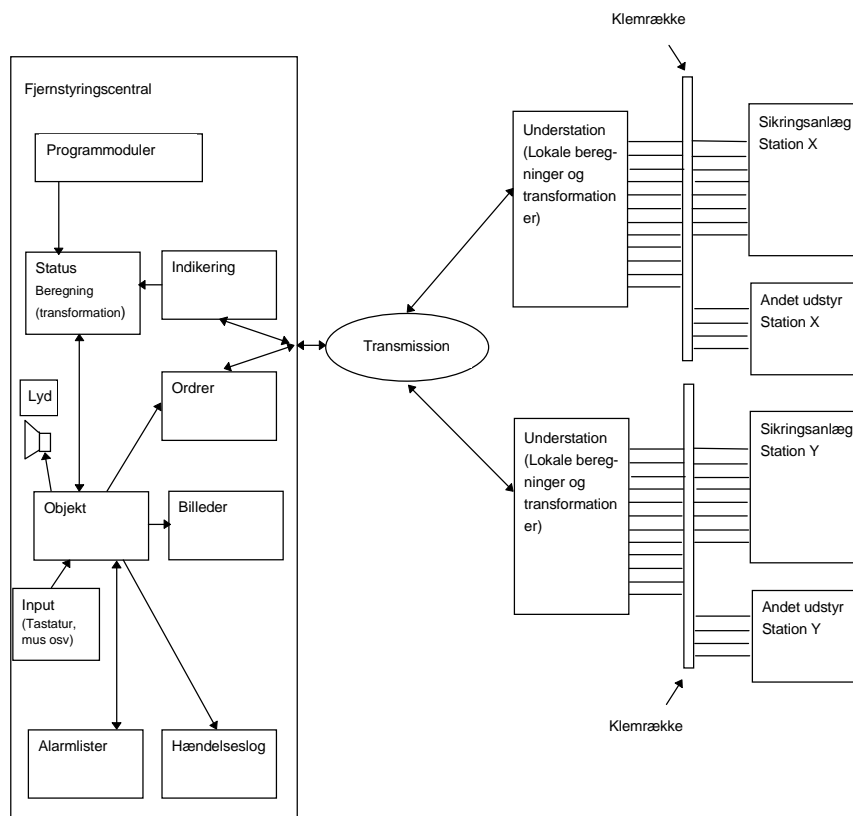 Klemrække
Fjernstyringscentral
Programmoduler
Status
Beregning
(transformation)
Indikering
Lyd
Ordrer
Objekt
Billeder
Input
(Tastatur,
mus osv)
Alarmlister
Hændelseslog
Transmission
Understation
(Lokale bereg-
ninger og
transformation
er)
Sikringsanlæg
Station X
Andet udstyr
Station X
Understation
(Lokale bereg-
ninger og
transformation
er)
Sikringsanlæg
Station Y
Andet udstyr
Station Y
Klemrække